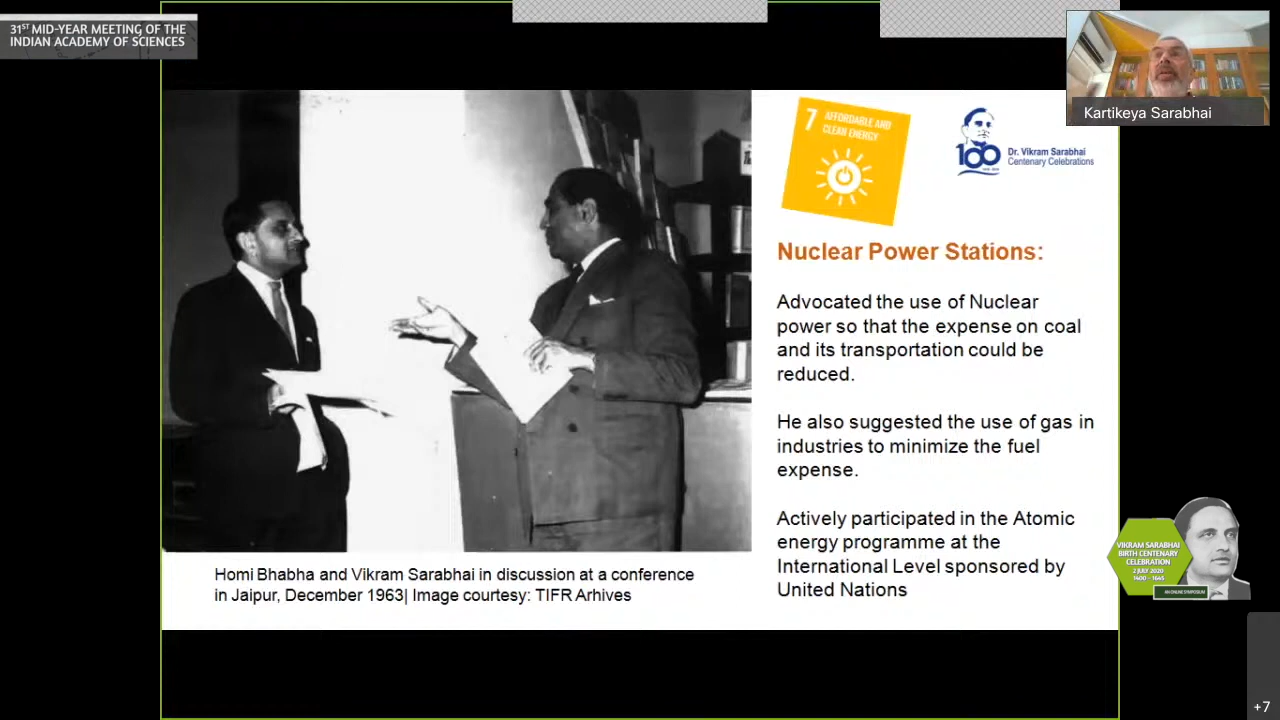 31ST MID-YEAR MEETING OF THE
INDIAN ACADEMY OF SCIENCES
Kartikeya Sarabhai
7 AFFORDABLE AND
CLEAN ENERGY
100
Dr. Vikram Sarabhai
Centenary Celebrations
Nuclear Power Stations:
Advocated the use of Nuclear
power so that the expense on coal
and its transportation could be
reduced.
He also suggested the use of gas in
industries to minimize the fuel
expense.
Actively participated in the Atomic
energy programme at the
International Level sponsored by
United Nations
Homi Bhabha and Vikram Sarabhai in discussion at a conference
in Jaipur, December 1963| Image courtesy: TIFR Arhives
VIKRAM SARABHAI
BIRTH CENTENARY
CELEBRATION
2 JULY 2020
1400 - 1645
AN ONLINE SYMPOSIUM
+7